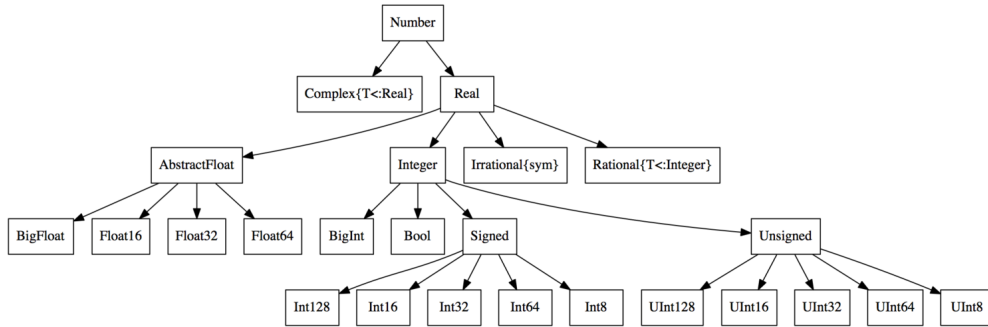 Number
Complex{T<:Real}
Real
AbstractFloat
Integer
Irrational{sym}
Rational{T<:Integer}
BigFloat
Float16
Float32
Float64
BigInt
Bool
Signed
Unsigned
Int128
Int16
Int32
Int64
Int8
UInt128
UInt16
UInt32
UInt64
UInt8